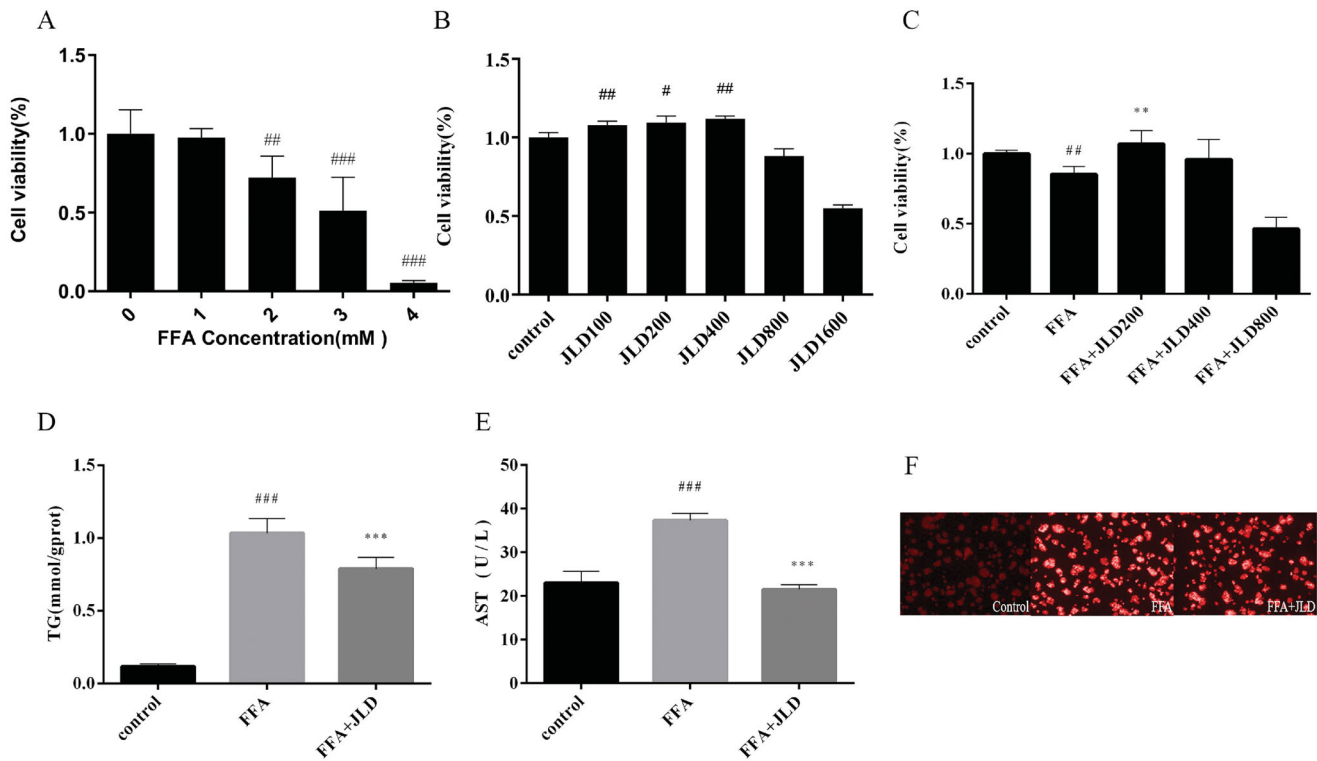 A
Cell viability(%)
1.5
1.0
0.5
0.0
##
###
###
0
1
2
3
4
FFA Concentration(mM )
B
Cell viability(%)
1.5
1.0
0.5
0.0
##
#
##
control
JLD100
JLD200
JLD400
JLD800
JLD1600
C
Cell viability(%)
1.5
1.0
0.5
0.0
##
**
control
FFA
FFA+JLD200
FFA+JLD400
FFA+JLD800
D
TG(mmol/gprot)
1.5
1.0
0.5
0.0
###
***
control
FFA
FFA+JLD
E
AST ( U / L )
50
40
30
20
10
0
###
***
control
FFA
FFA+JLD
F
Control
FFA
FFA+JLD